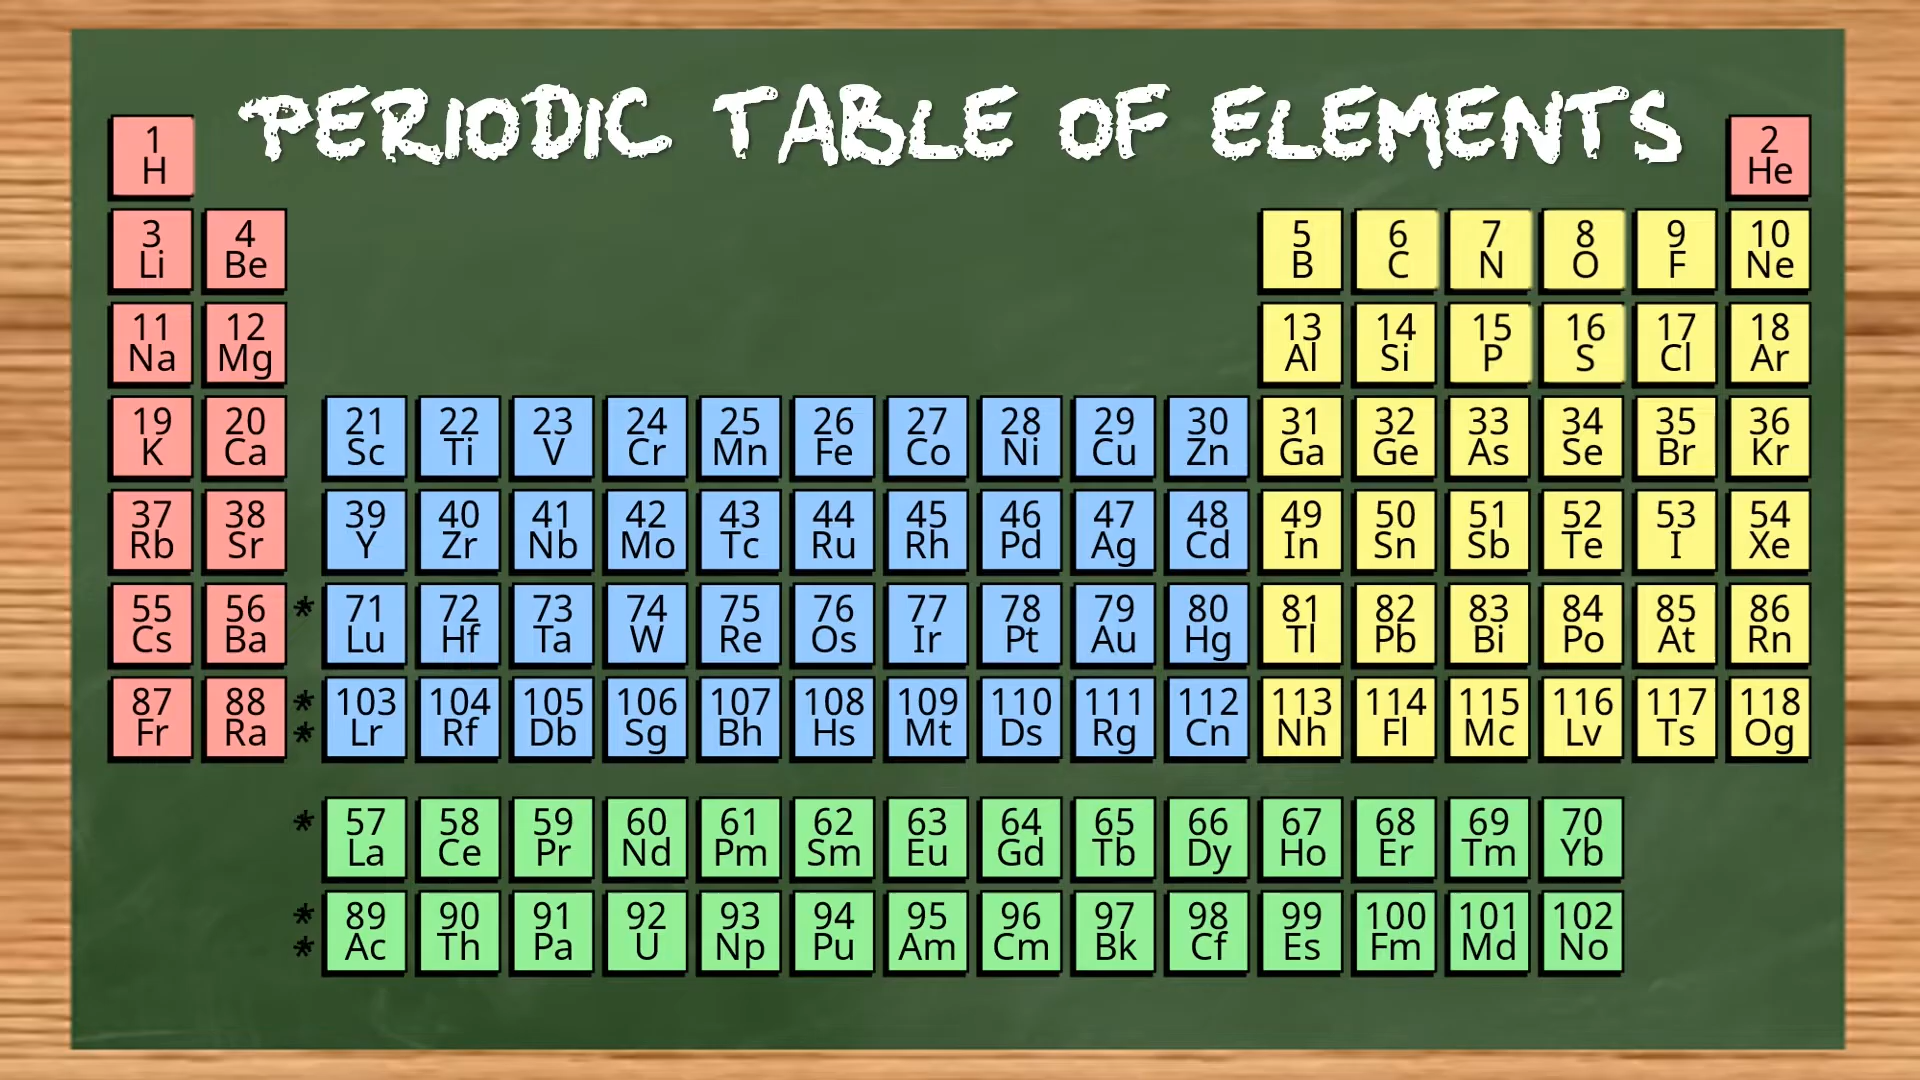 PERIODIC TABLE OF ELEMENTS
1 2
H He
3 4 5 6 7 8 9 10
Li Be B C N O F Ne
11 12 13 14 15 16 17 18
Na Mg Al Si P S Cl Ar
19 20 21 22 23 24 25 26 27 28 29 30 31 32 33 34 35 36
K Ca Sc Ti V Cr Mn Fe Co Ni Cu Zn Ga Ge As Se Br Kr
37 38 39 40 41 42 43 44 45 46 47 48 49 50 51 52 53 54
Rb Sr Y Zr Nb Mo Tc Ru Rh Pd Ag Cd In Sn Sb Te I Xe
55 56 * 71 72 73 74 75 76 77 78 79 80 81 82 83 84 85 86
Cs Ba Lu Hf Ta W Re Os Ir Pt Au Hg Tl Pb Bi Po At Rn
87 88 * 103 104 105 106 107 108 109 110 111 112 113 114 115 116 117 118
Fr Ra * Lr Rf Db Sg Bh Hs Mt Ds Rg Cn Nh Fl Mc Lv Ts Og
* 57 58 59 60 61 62 63 64 65 66 67 68 69 70
La Ce Pr Nd Pm Sm Eu Gd Tb Dy Ho Er Tm Yb
* 89 90 91 92 93 94 95 96 97 98 99 100 101 102
* Ac Th Pa U Np Pu Am Cm Bk Cf Es Fm Md No